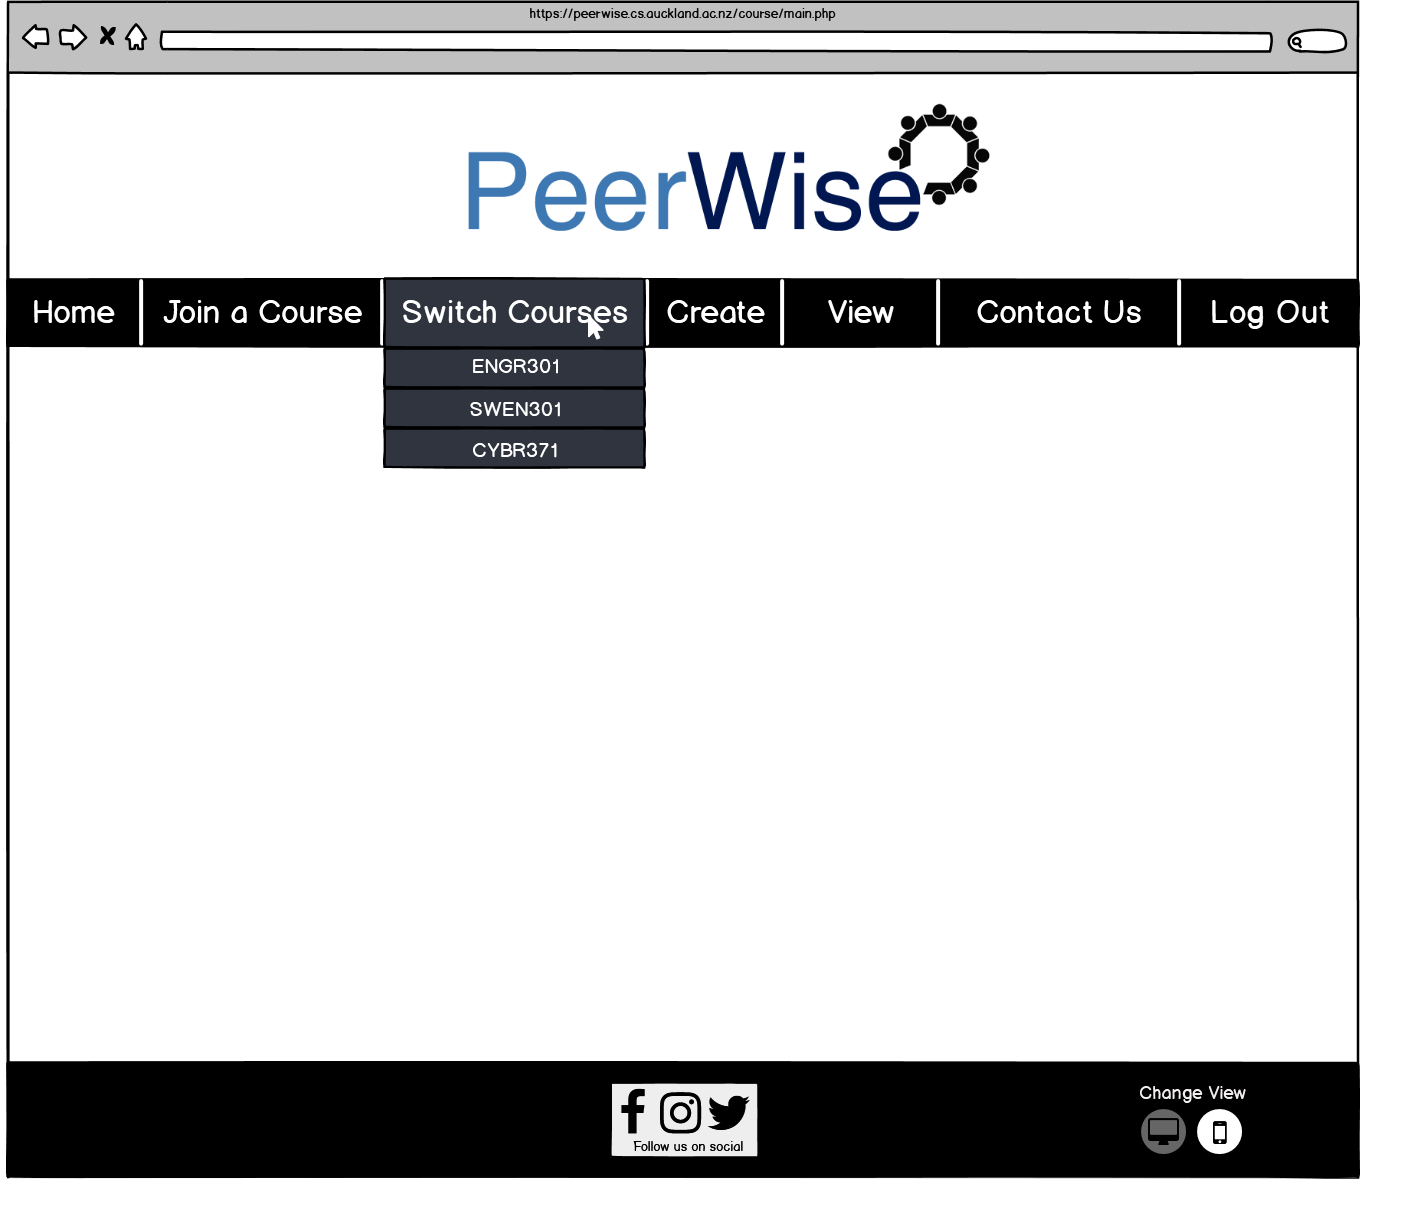 https://peerwise.cs.auckland.ac.nz/course/main.php
PeerWise
Home Join a Course Switch Courses Create View Contact Us Log Out
ENGR301
SWEN301
CYBR371
Change View
Follow us on social